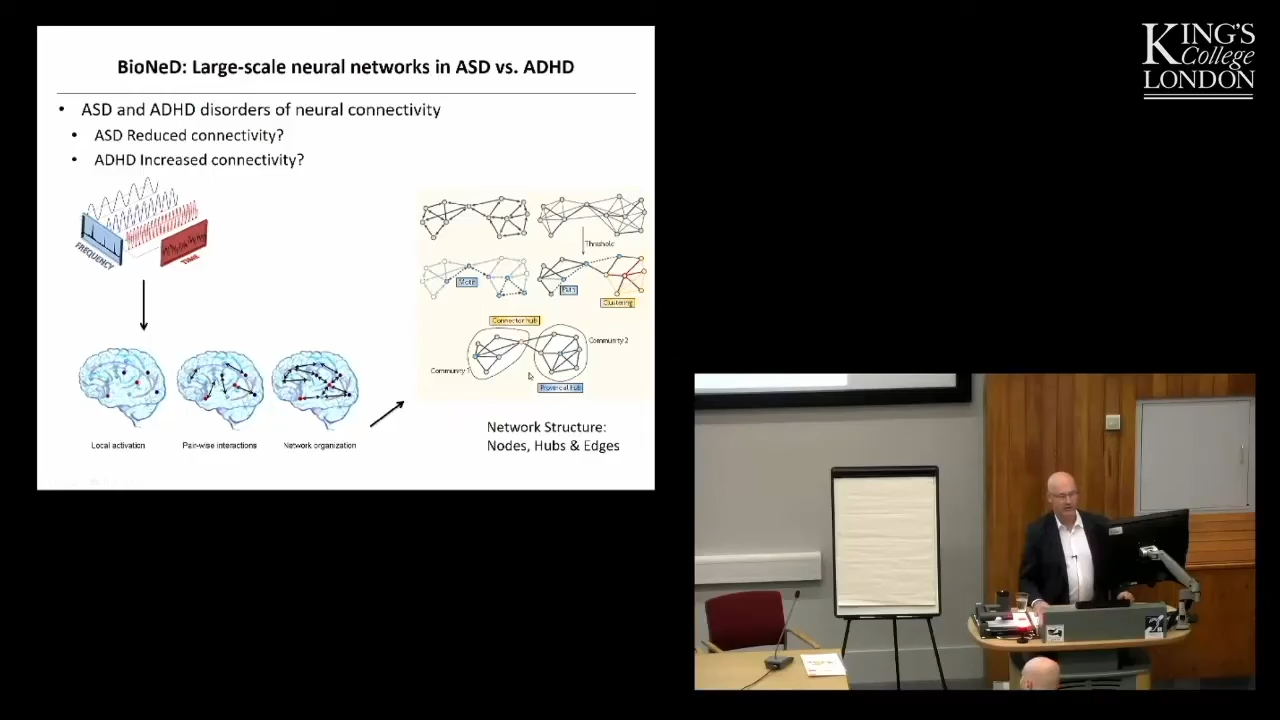 BioNeD: Large-scale neural networks in ASD vs. ADHD
• ASD and ADHD disorders of neural connectivity
• ASD Reduced connectivity?
• ADHD Increased connectivity?
FREQUENCY
TIME
Local activation
Pair-wise interactions
Network organization
Threshold
Motif
Path
Clustering
Connector hub
Community 1
Community 2
Provincial hub
Network Structure:
Nodes, Hubs & Edges
KING'S
College
LONDON